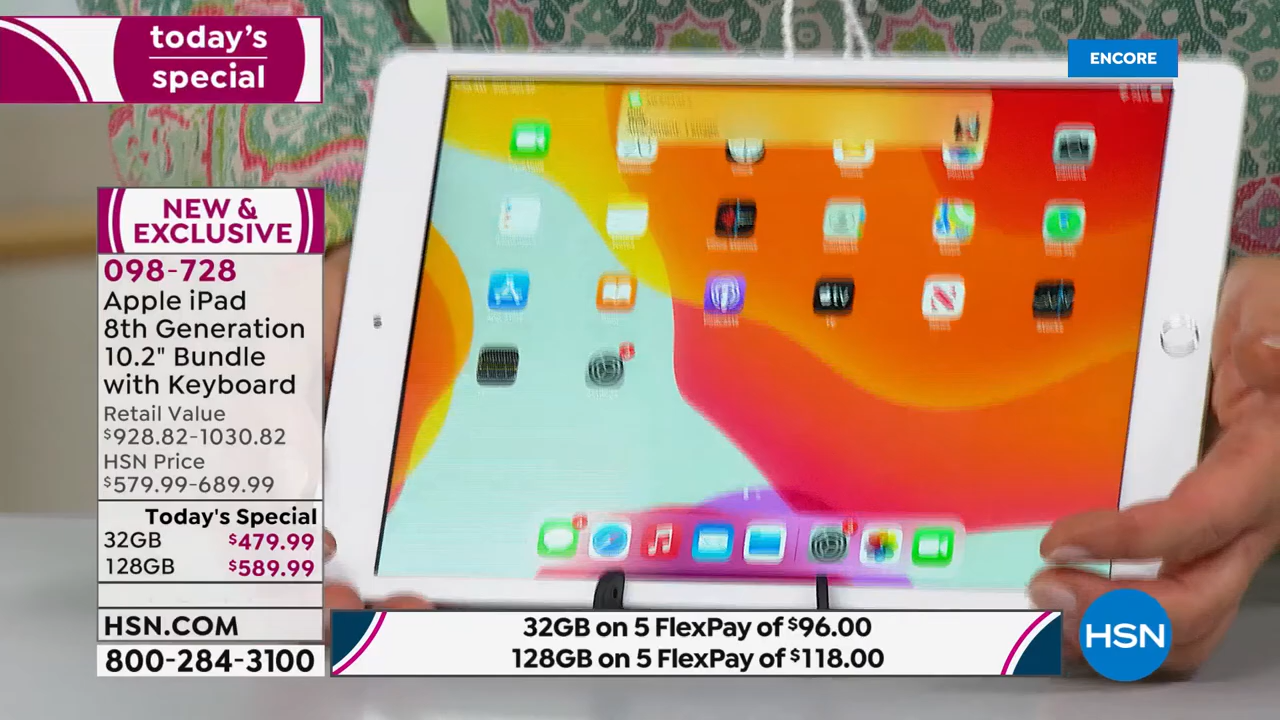 today's
special
ENCORE
NEW &
EXCLUSIVE
098-728
Apple iPad
8th Generation
10.2" Bundle
with Keyboard
Retail Value
$928.82-1030.82
HSN Price
$579.99-689.99
Today's Special
32GB $479.99
128GB $589.99
HSN.COM
800-284-3100
32GB on 5 FlexPay of $96.00
128GB on 5 FlexPay of $118.00
HSN